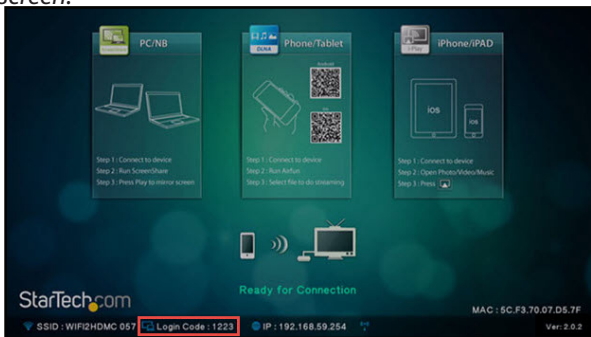 screen.
PC/NB
Step 1 : Connect to device
Step 2 : Run ScreenShare
Step 3 : Press Play to mirror screen
DLNA
Phone/Tablet
Android
iOS
Step 1 : Connect to device
Step 2 : Run Airfun
Step 3 : Select file to do streaming
i-Play
iPhone/iPAD
iOS
iOS
Step 1 : Connect to device
Step 2 : Open Photo/Video/Music
Step 3 : Press
Ready for Connection
StarTech.com
MAC : 5C.F3.70.07.D5.7F
SSID : WIFI2HDMC 057 Login Code : 1223 IP : 192.168.59.254 Ver: 2.0.2